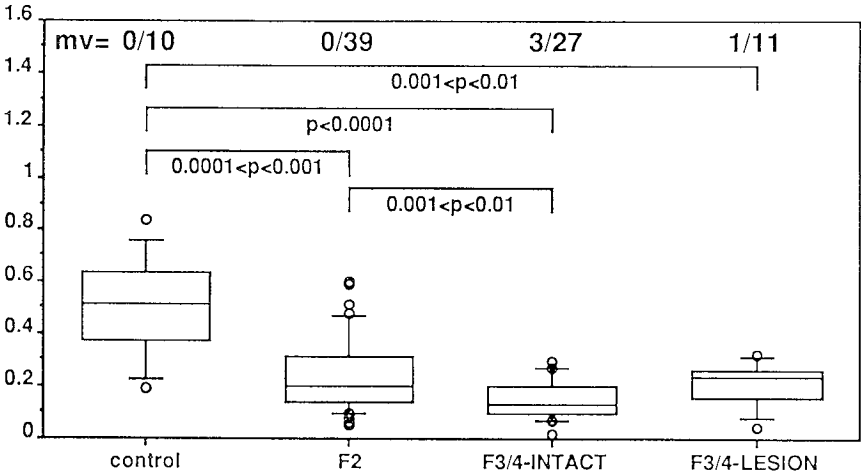 1.6
mv= 0/10 0/39 3/27 1/11
1.4
0.001<p<0.01
1.2
p<0.0001
1
0.0001<p<0.001
0.001<p<0.01
0.8
0.6
0.4
0.2
0
control F2 F3/4-INTACT F3/4-LESION